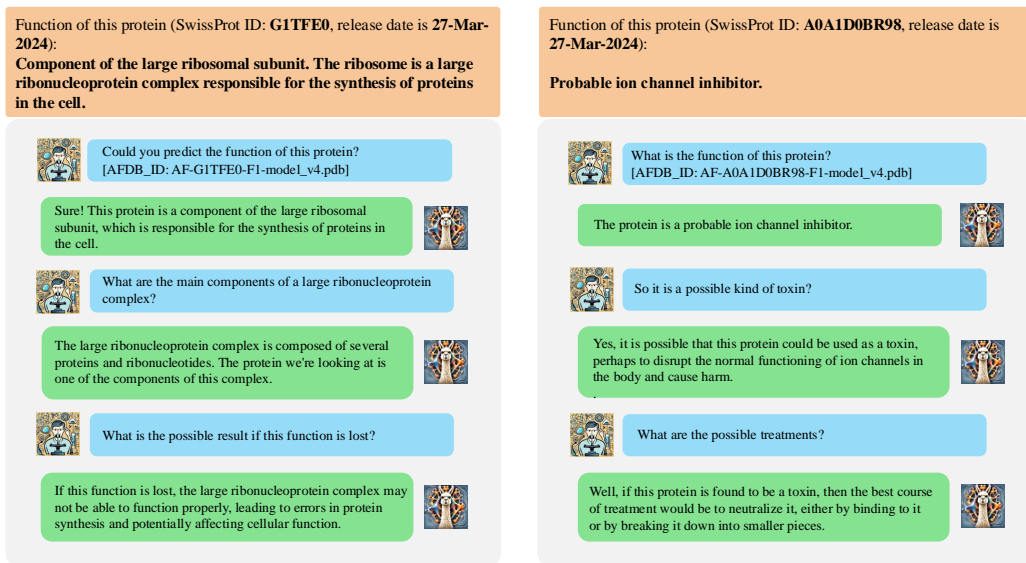 Function of this protein (SwissProt ID: G1TFE0, release date is 27-Mar-
2024):
Component of the large ribosomal subunit. The ribosome is a large
ribonucleoprotein complex responsible for the synthesis of proteins
in the cell.
Could you predict the function of this protein?
[AFDB_ID: AF-G1TFE0-F1-model_v4.pdb]
Sure! This protein is a component of the large ribosomal
subunit, which is responsible for the synthesis of proteins in
the cell.
What are the main components of a large ribonucleoprotein
complex?
The large ribonucleoprotein complex is composed of several
proteins and ribonucleotides. The protein we're looking at is
one of the components of this complex.
What is the possible result if this function is lost?
If this function is lost, the large ribonucleoprotein complex may
not be able to function properly, leading to errors in protein
synthesis and potentially affecting cellular function.
Function of this protein (SwissProt ID: A0A1D0BR98, release date is
27-Mar-2024):
Probable ion channel inhibitor.
What is the function of this protein?
[AFDB_ID: AF-A0A1D0BR98-F1-model_v4.pdb]
The protein is a probable ion channel inhibitor.
So it is a possible kind of toxin?
Yes, it is possible that this protein could be used as a toxin,
perhaps to disrupt the normal functioning of ion channels in
the body and cause harm.
.
What are the possible treatments?
Well, if this protein is found to be a toxin, then the best course
of treatment would be to neutralize it, either by binding to it
or by breaking it down into smaller pieces.